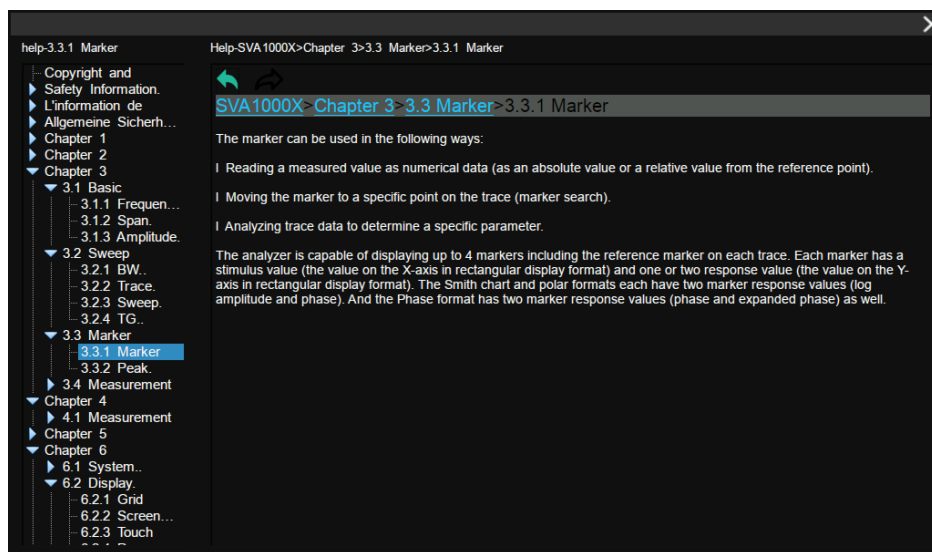 help-3.3.1 Marker
Help-SVA1000X>Chapter 3>3.3 Marker>3.3.1 Marker
Copyright and
Safety Information.
L'information de
Allgemeine Sicherh...
Chapter 1
Chapter 2
Chapter 3
3.1 Basic
3.1.1 Frequen...
3.1.2 Span.
3.1.3 Amplitude.
3.2 Sweep
3.2.1 BW..
3.2.2 Trace.
3.2.3 Sweep.
3.2.4 TG..
3.3 Marker
3.3.1 Marker
3.3.2 Peak.
3.4 Measurement
Chapter 4
4.1 Measurement
Chapter 5
Chapter 6
6.1 System..
6.2 Display.
6.2.1 Grid
6.2.2 Screen...
6.2.3 Touch
SVA1000X>Chapter 3>3.3 Marker>3.3.1 Marker
The marker can be used in the following ways:
l Reading a measured value as numerical data (as an absolute value or a relative value from the reference point).
l Moving the marker to a specific point on the trace (marker search).
l Analyzing trace data to determine a specific parameter.
The analyzer is capable of displaying up to 4 markers including the reference marker on each trace. Each marker has a
stimulus value (the value on the X-axis in rectangular display format) and one or two response value (the value on the Y-
axis in rectangular display format). The Smith chart and polar formats each have two marker response values (log
amplitude and phase). And the Phase format has two marker response values (phase and expanded phase) as well.